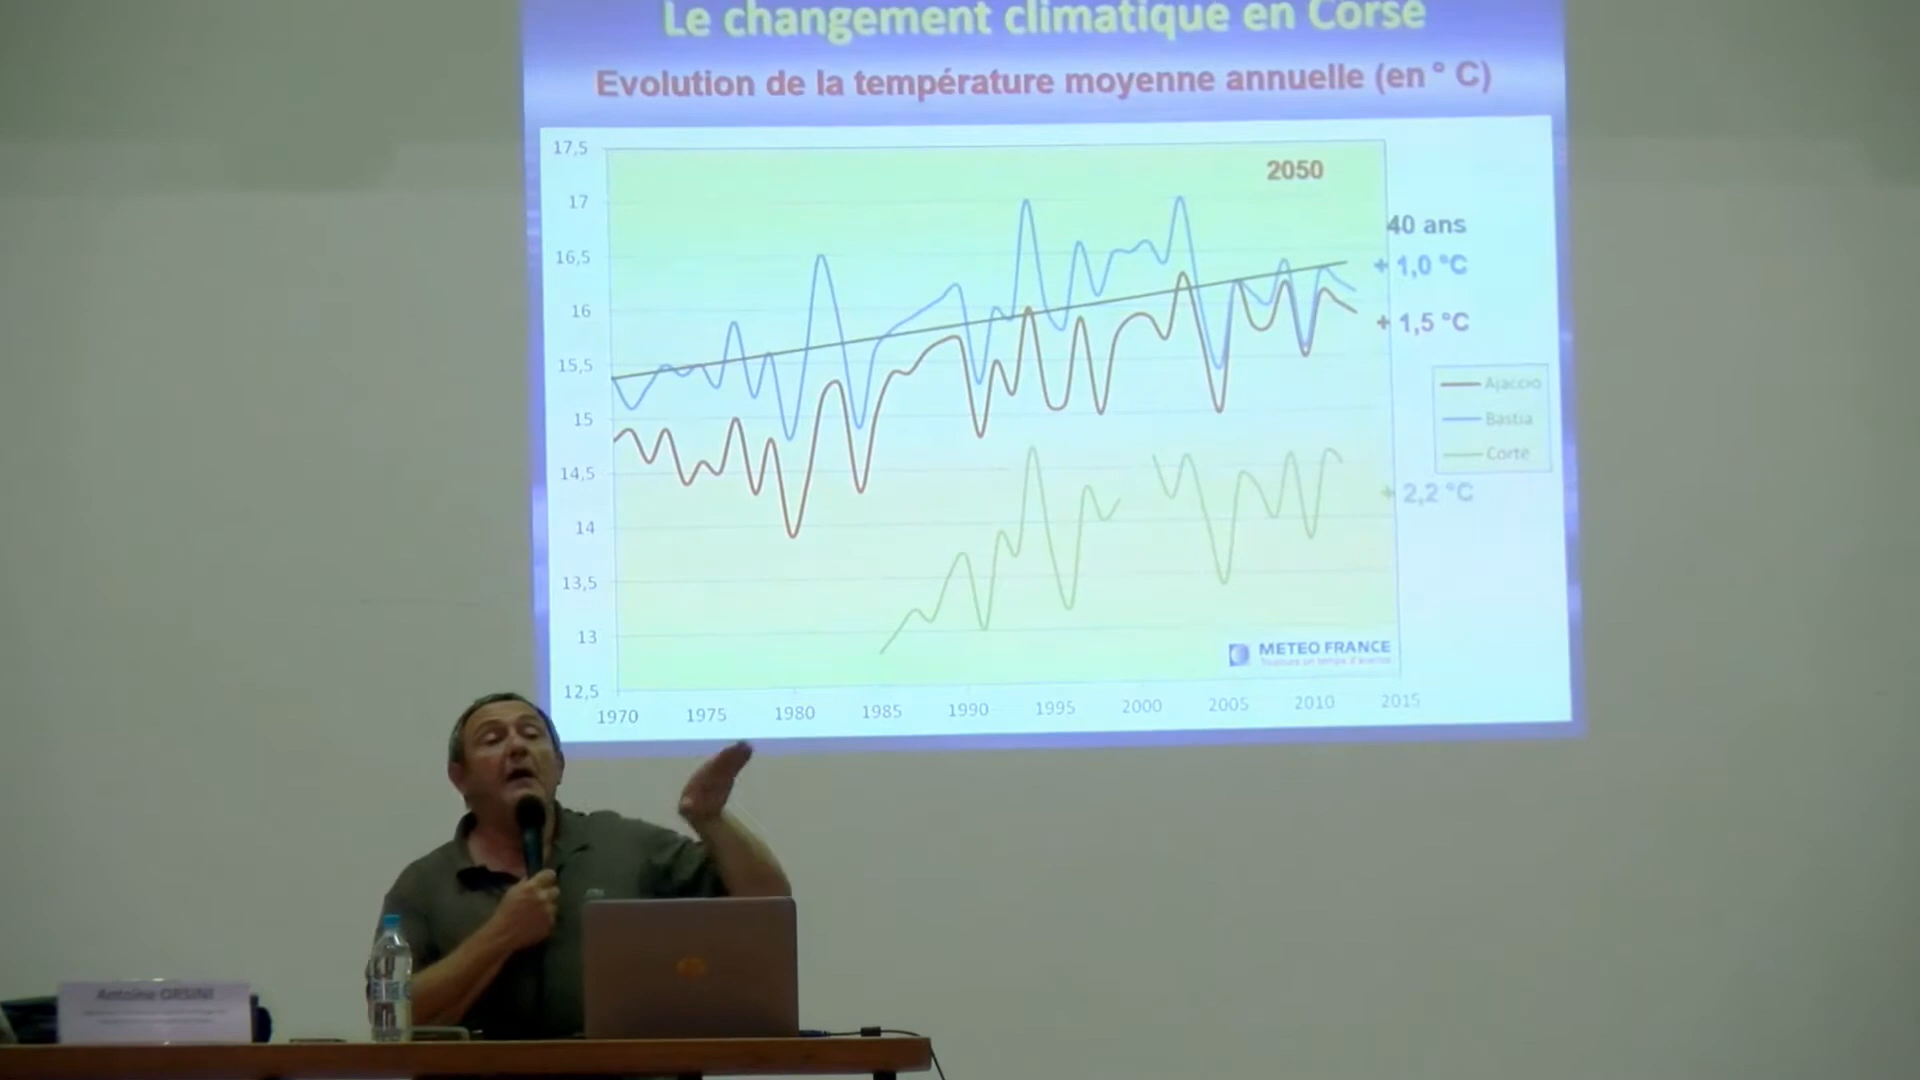 Le changement climatique en Corse
Evolution de la température moyenne annuelle (en ° C)
17,5
17
16,5
16
15,5
15
14,5
14
13,5
13
12,5
2050
40 ans
+ 1,0 °C
+ 1,5 °C
Ajaccio
Bastia
Corte
+ 2,2 °C
METEO FRANCE
1970 1975 1980 1985 1990 1995 2000 2005 2010 2015
Antoine ORSINI